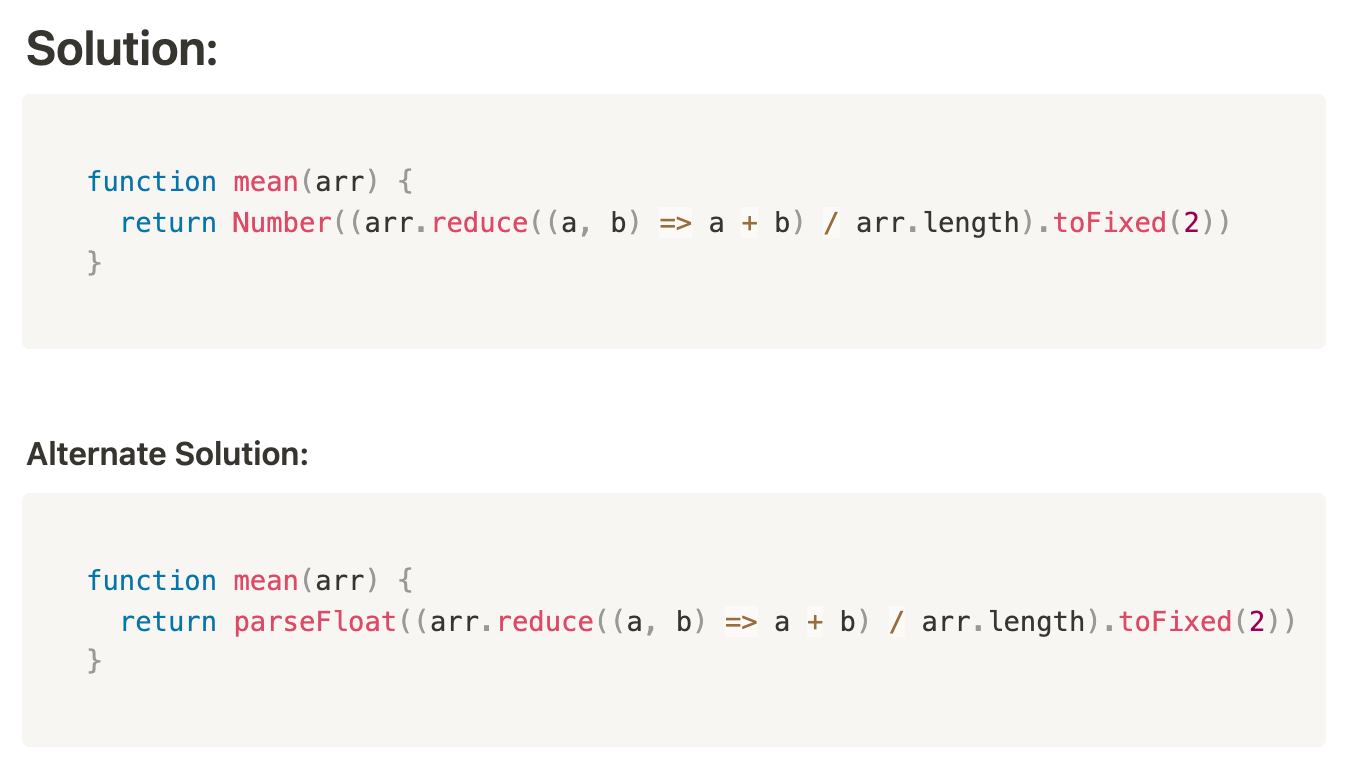 Solution:
function mean(arr) {
  return Number((arr.reduce((a, b) => a + b) / arr.length).toFixed(2))
}
Alternate Solution:
function mean(arr) {
  return parseFloat((arr.reduce((a, b) => a + b) / arr.length).toFixed(2))
}